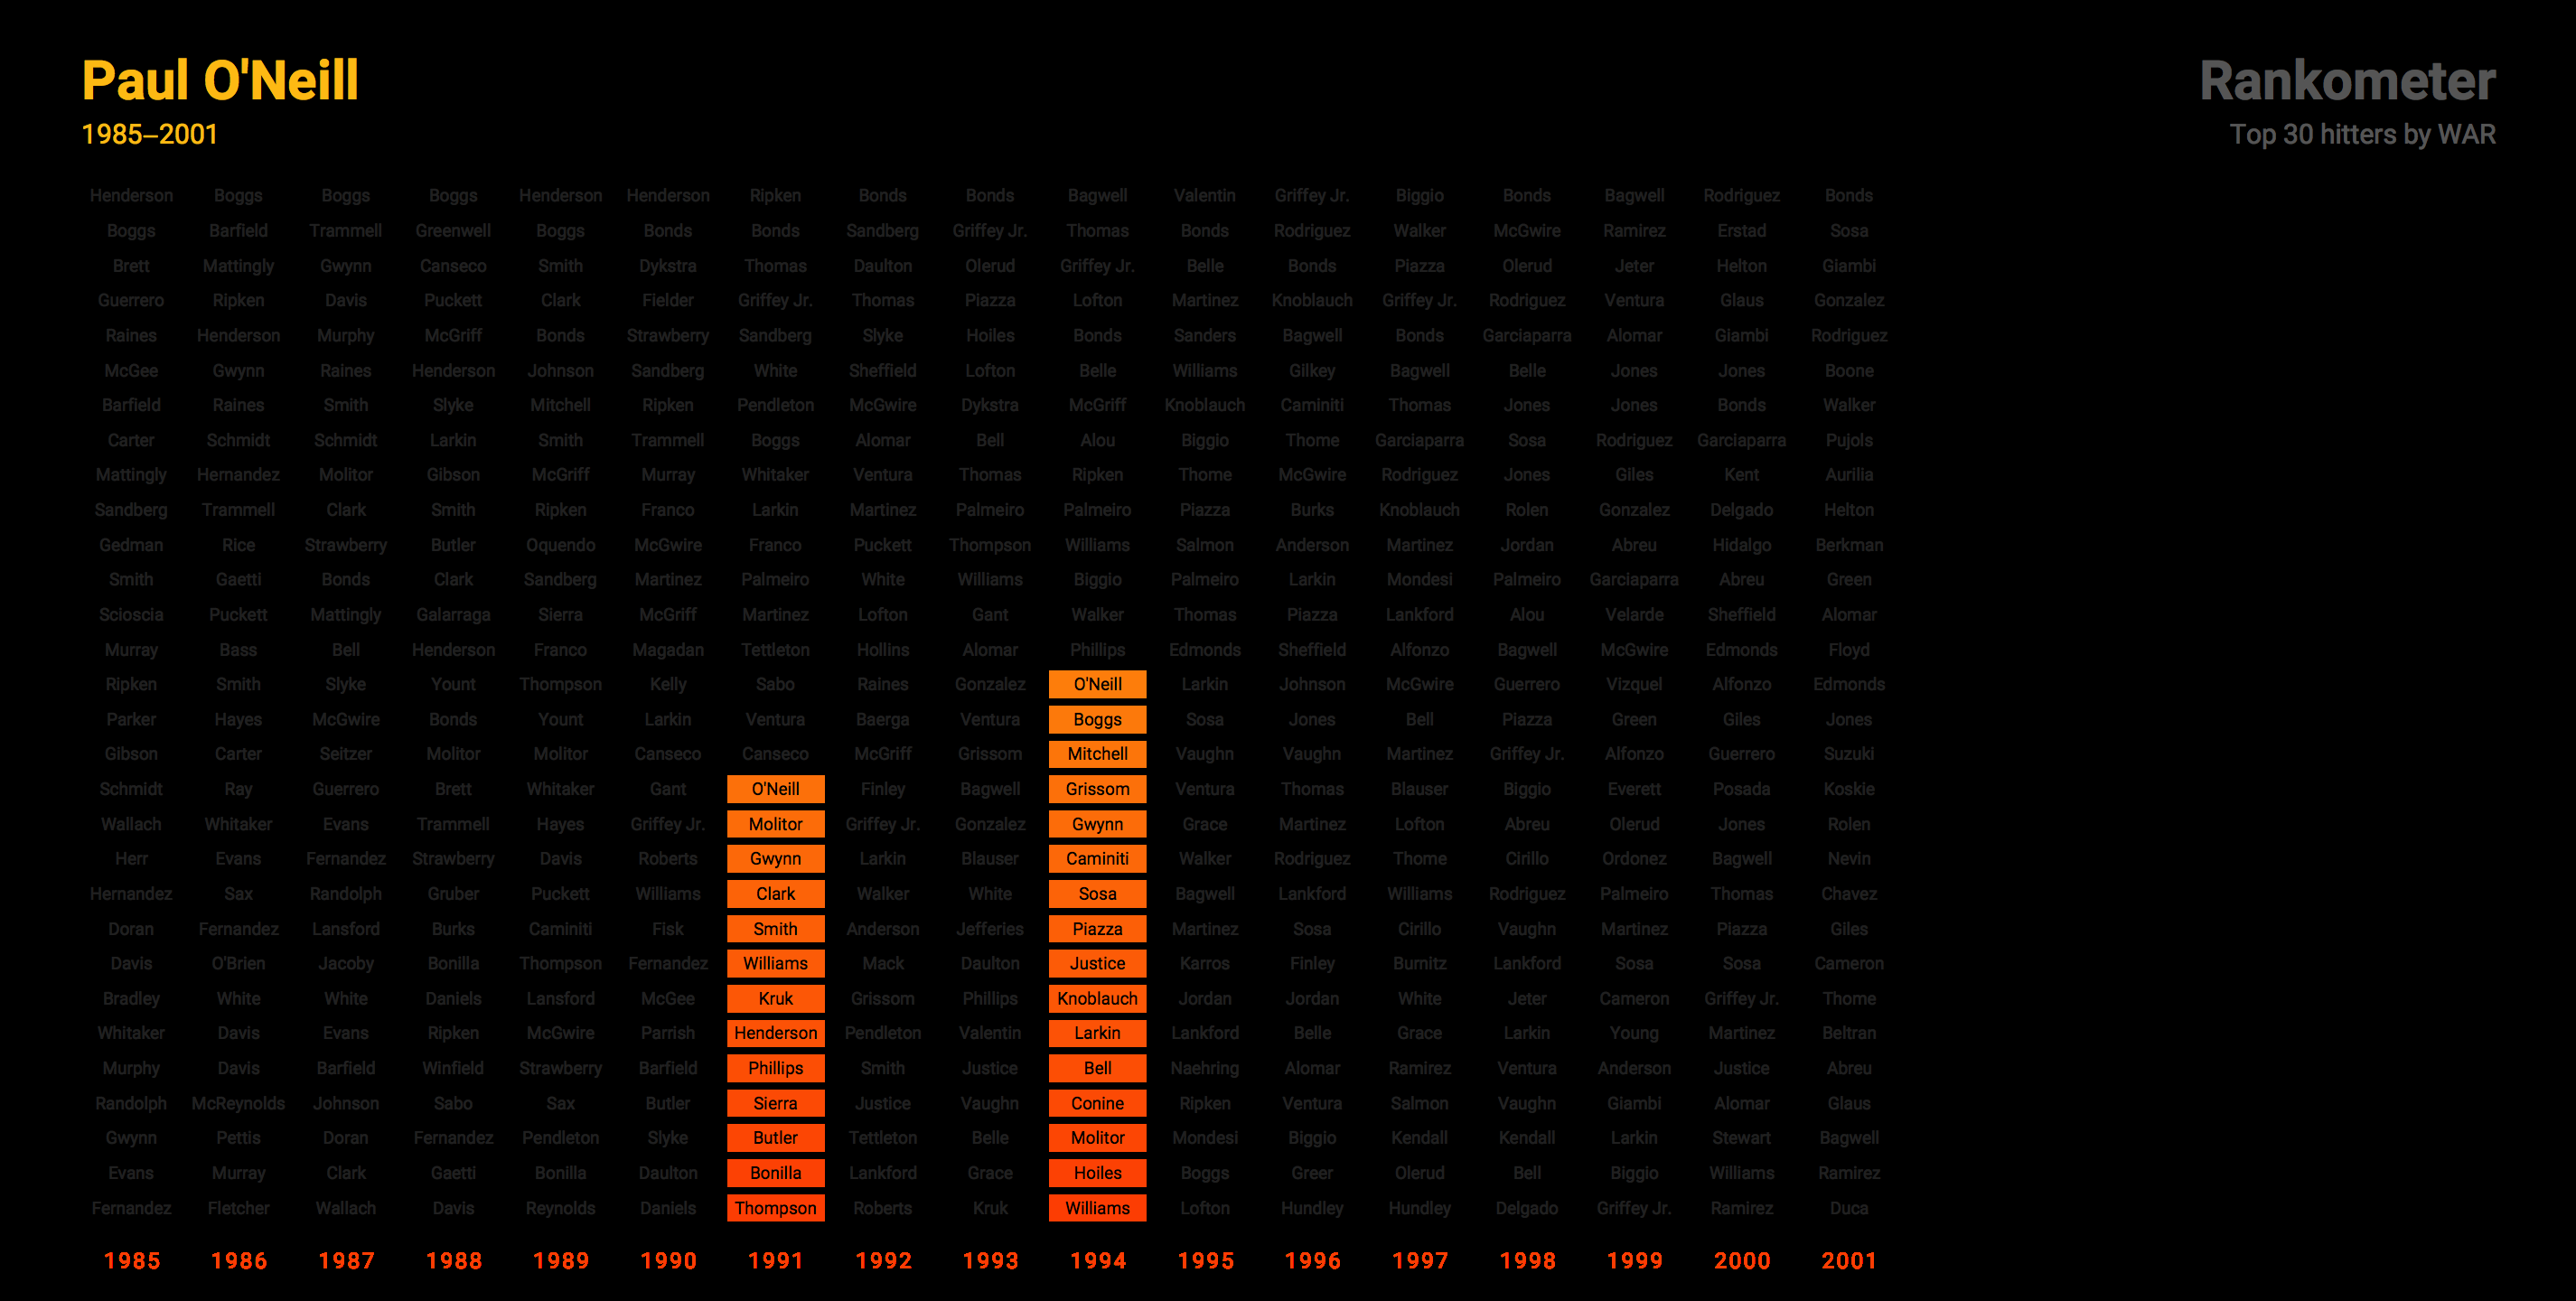 Paul O'Neill Rankometer
1985–2001 Top 30 hitters by WAR
Henderson Boggs Boggs Boggs Henderson Henderson Ripken Bonds Bonds Bagwell Valentin Griffey Jr. Biggio Bonds Bagwell Rodriguez Bonds
Boggs Barfield Trammell Greenwell Boggs Bonds Bonds Sandberg Griffey Jr. Thomas Bonds Rodriguez Walker McGwire Ramirez Erstad Sosa
Brett Mattingly Gwynn Canseco Smith Dykstra Thomas Daulton Olerud Griffey Jr. Belle Bonds Piazza Olerud Jeter Helton Giambi
Guerrero Ripken Davis Puckett Clark Fielder Griffey Jr. Thomas Piazza Lofton Martinez Knoblauch Griffey Jr. Rodriguez Ventura Glaus Gonzalez
Raines Henderson Murphy McGriff Bonds Strawberry Sandberg Slyke Hoiles Bonds Sanders Bagwell Bonds Garciaparra Alomar Giambi Rodriguez
McGee Gwynn Raines Henderson Johnson Sandberg White Sheffield Lofton Belle Williams Gilkey Bagwell Belle Jones Jones Boone
Barfield Raines Smith Slyke Mitchell Ripken Pendleton McGwire Dykstra McGriff Knoblauch Caminiti Thomas Jones Jones Bonds Walker
Carter Schmidt Schmidt Larkin Smith Trammell Boggs Alomar Bell Alou Biggio Thome Garciaparra Sosa Rodriguez Garciaparra Pujols
Mattingly Hernandez Molitor Gibson McGriff Murray Whitaker Ventura Thomas Ripken Thome McGwire Rodriguez Jones Giles Kent Aurilia
Sandberg Trammell Clark Smith Ripken Franco Larkin Martinez Palmeiro Palmeiro Piazza Burks Knoblauch Rolen Gonzalez Delgado Helton
Gedman Rice Strawberry Butler Oquendo McGwire Franco Puckett Thompson Williams Salmon Anderson Martinez Jordan Abreu Hidalgo Berkman
Smith Gaetti Bonds Clark Sandberg Martinez Palmeiro White Williams Biggio Palmeiro Larkin Mondesi Palmeiro Garciaparra Abreu Green
Scioscia Puckett Mattingly Galarraga Sierra McGriff Martinez Lofton Gant Walker Thomas Piazza Lankford Alou Velarde Sheffield Alomar
Murray Bass Bell Henderson Franco Magadan Tettleton Hollins Alomar Phillips Edmonds Sheffield Alfonzo Bagwell McGwire Edmonds Floyd
Ripken Smith Slyke Yount Thompson Kelly Sabo Raines Gonzalez O'Neill Larkin Johnson McGwire Guerrero Vizquel Alfonzo Edmonds
Parker Hayes McGwire Bonds Yount Larkin Ventura Baerga Ventura Boggs Sosa Jones Bell Piazza Green Giles Jones
Gibson Carter Seitzer Molitor Molitor Canseco Canseco McGriff Grissom Mitchell Vaughn Vaughn Martinez Griffey Jr. Alfonzo Guerrero Suzuki
Schmidt Ray Guerrero Brett Whitaker Gant O'Neill Finley Bagwell Grissom Ventura Thomas Blauser Biggio Everett Posada Koskie
Wallach Whitaker Evans Trammell Hayes Griffey Jr. Molitor Griffey Jr. Gonzalez Gwynn Grace Martinez Lofton Abreu Olerud Jones Rolen
Herr Evans Fernandez Strawberry Davis Roberts Gwynn Larkin Blauser Caminiti Walker Rodriguez Thome Cirillo Ordonez Bagwell Nevin
Hernandez Sax Randolph Gruber Puckett Williams Clark Walker White Sosa Bagwell Lankford Williams Rodriguez Palmeiro Thomas Chavez
Doran Fernandez Lansford Burks Caminiti Fisk Smith Anderson Jefferies Piazza Martinez Sosa Cirillo Vaughn Martinez Piazza Giles
Davis O'Brien Jacoby Bonilla Thompson Fernandez Williams Mack Daulton Justice Karros Finley Burnitz Lankford Sosa Sosa Cameron
Bradley White White Daniels Lansford McGee Kruk Grissom Phillips Knoblauch Jordan Jordan White Jeter Cameron Griffey Jr. Thome
Whitaker Davis Evans Ripken McGwire Parrish Henderson Pendleton Valentin Larkin Lankford Belle Grace Larkin Young Martinez Beltran
Murphy Davis Barfield Winfield Strawberry Barfield Phillips Smith Justice Bell Naehring Alomar Ramirez Ventura Anderson Justice Abreu
Randolph McReynolds Johnson Sabo Sax Butler Sierra Justice Vaughn Conine Ripken Ventura Salmon Vaughn Giambi Alomar Glaus
Gwynn Pettis Doran Fernandez Pendleton Slyke Butler Tettleton Belle Molitor Mondesi Biggio Kendall Kendall Larkin Stewart Bagwell
Evans Murray Clark Gaetti Bonilla Daulton Bonilla Lankford Grace Hoiles Boggs Greer Olerud Bell Biggio Williams Ramirez
Fernandez Fletcher Wallach Davis Reynolds Daniels Thompson Roberts Kruk Williams Lofton Hundley Hundley Delgado Griffey Jr. Ramirez Duca
1985 1986 1987 1988 1989 1990 1991 1992 1993 1994 1995 1996 1997 1998 1999 2000 2001